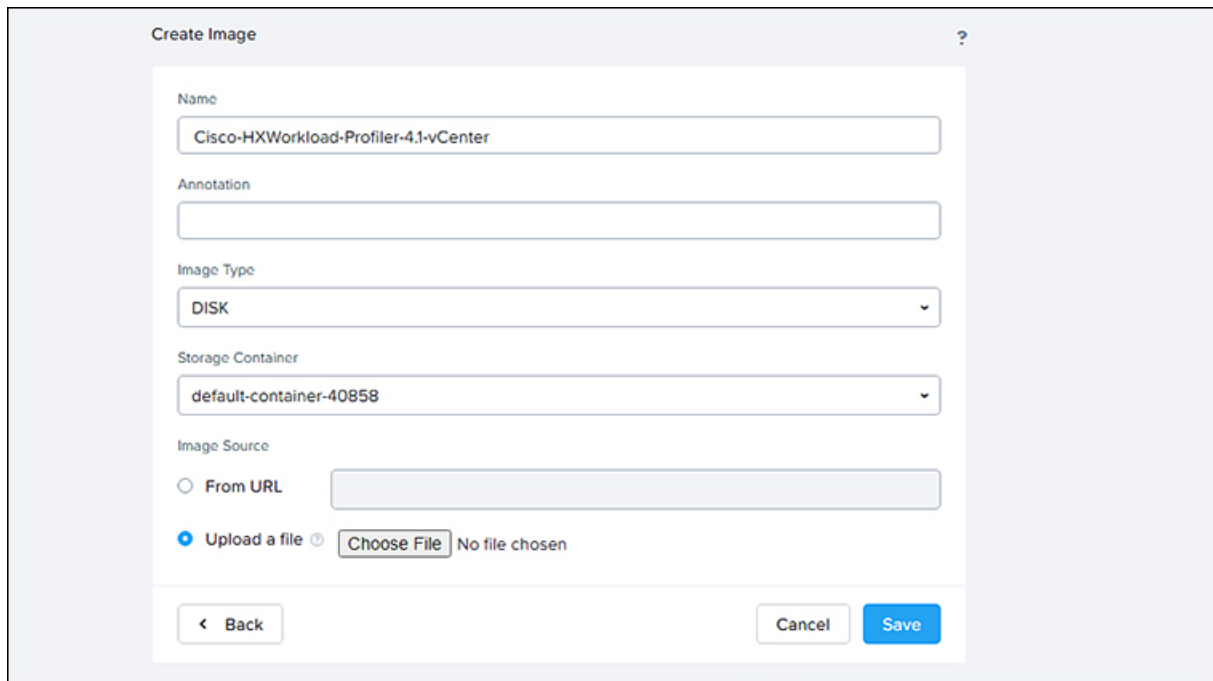 Create Image
?
Name
Cisco-HXWorkload-Profiler-4.1-vCenter
Annotation
Image Type
DISK
Storage Container
default-container-40858
Image Source
From URL
Upload a file ? Choose File No file chosen
< Back
Cancel
Save